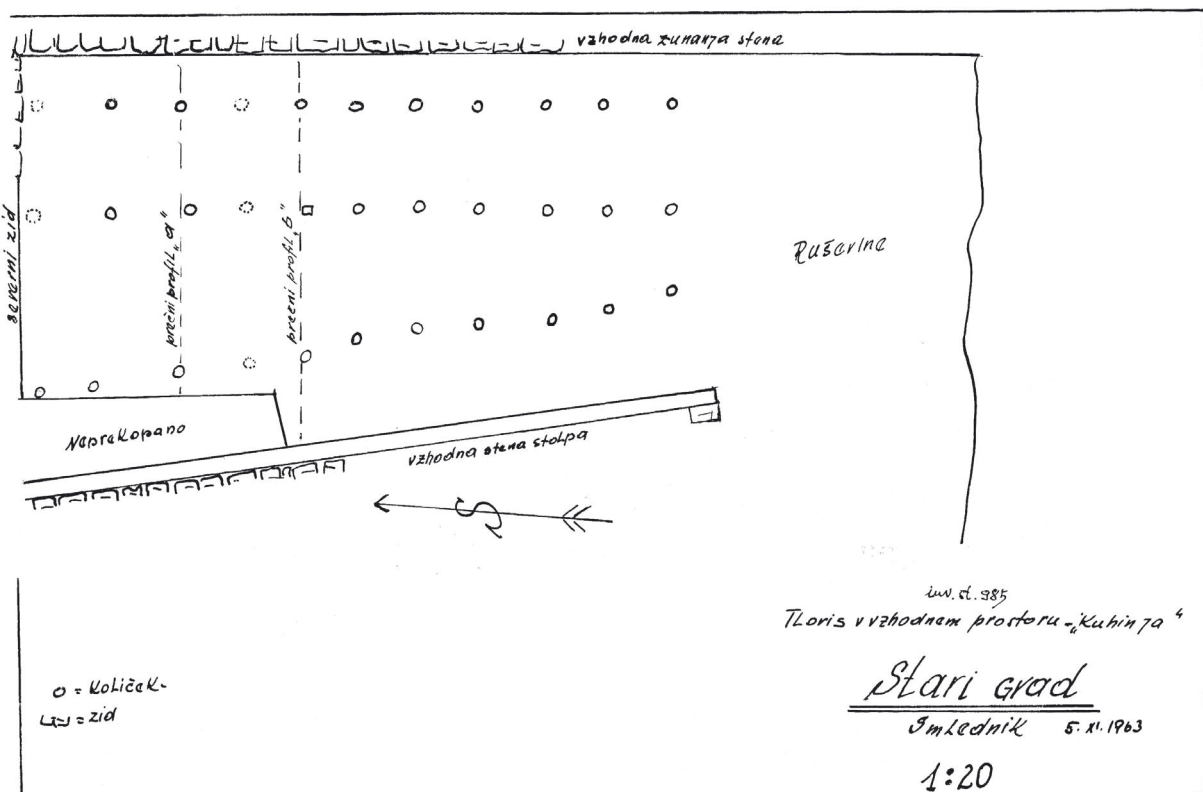 vzhodna zunanja stena
severni zid
prečni profil "a"
prečni profil "b"
Ruševine
Neprekopano
vzhodna stena stolpa
S
inv. št. 985
Tloris v vzhodnem prostoru - "Kuhinja"
Stari grad
Smlednik 5. XI. 1963
1:20
o = Količek.
= zid